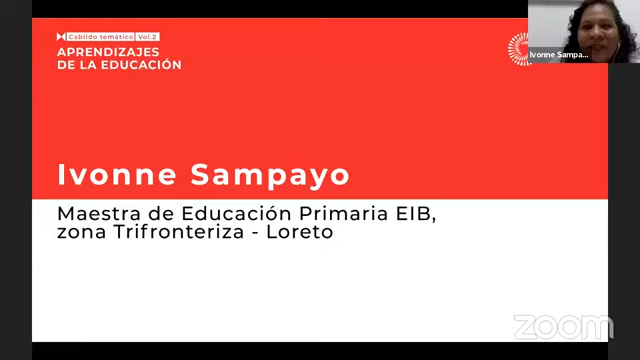 Cabildo temático Vol.2
APRENDIZAJES
DE LA EDUCACIÓN
Ivonne Sampa...
Ivonne Sampayo
Maestra de Educación Primaria EIB,
zona Trifronteriza - Loreto
zoom